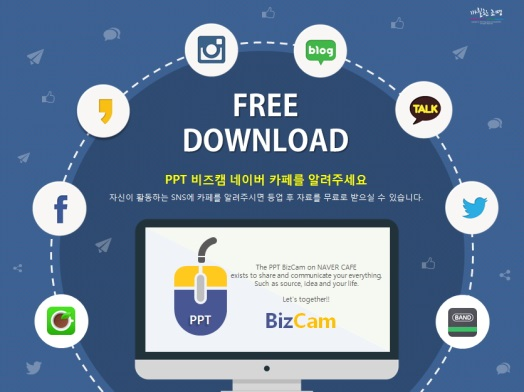 blog
FREE
DOWNLOAD
TALK
PPT 비즈캠 네이버 카페를 알려주세요
자신이 활동하는 SNS에 카페를 알려주시면 등업 후 자료를 무료로 받으실 수 있습니다.
The PPT BizCam on NAVER CAFE
exists to share and communicate your everything.
Such as source, idea and your life.
Let's together!!
PPT
BizCam
BAND